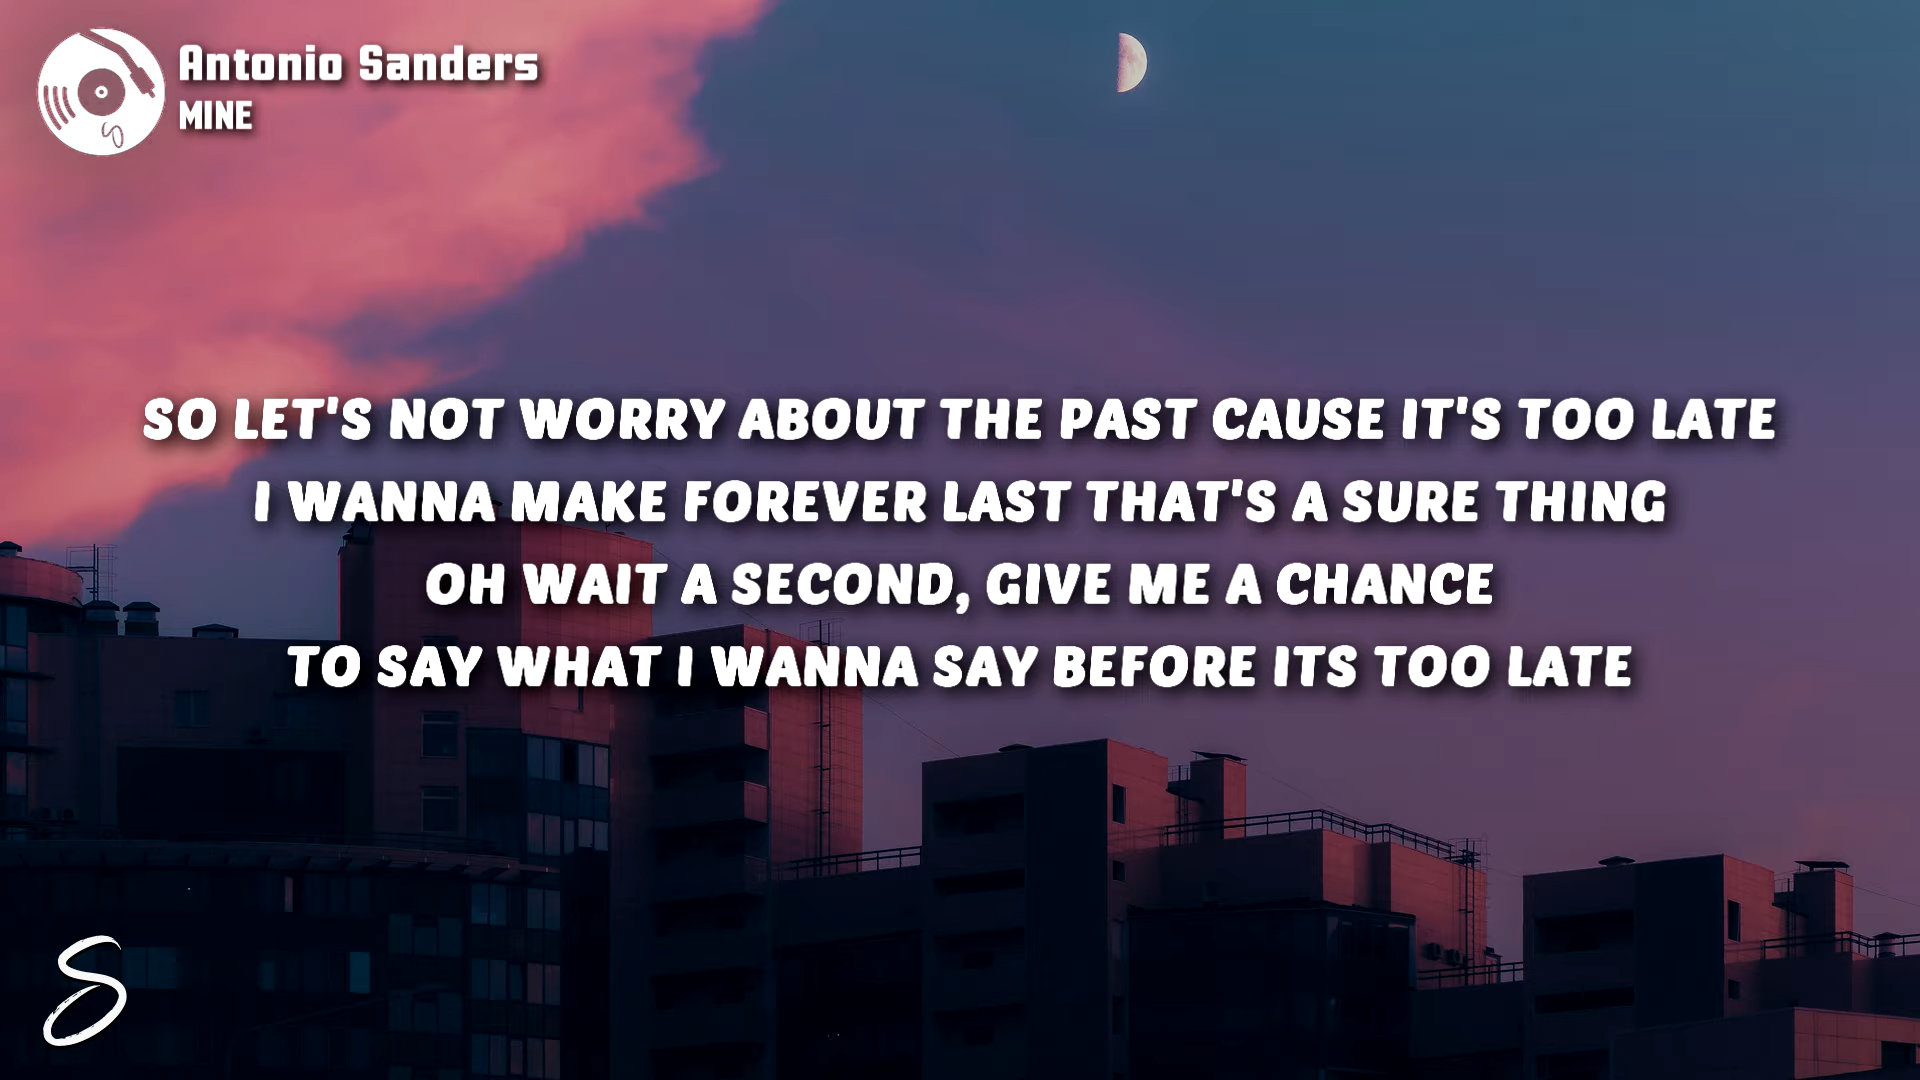 Antonio Sanders
MINE
SO LET'S NOT WORRY ABOUT THE PAST CAUSE IT'S TOO LATE
I WANNA MAKE FOREVER LAST THAT'S A SURE THING
OH WAIT A SECOND, GIVE ME A CHANCE
TO SAY WHAT I WANNA SAY BEFORE ITS TOO LATE
S